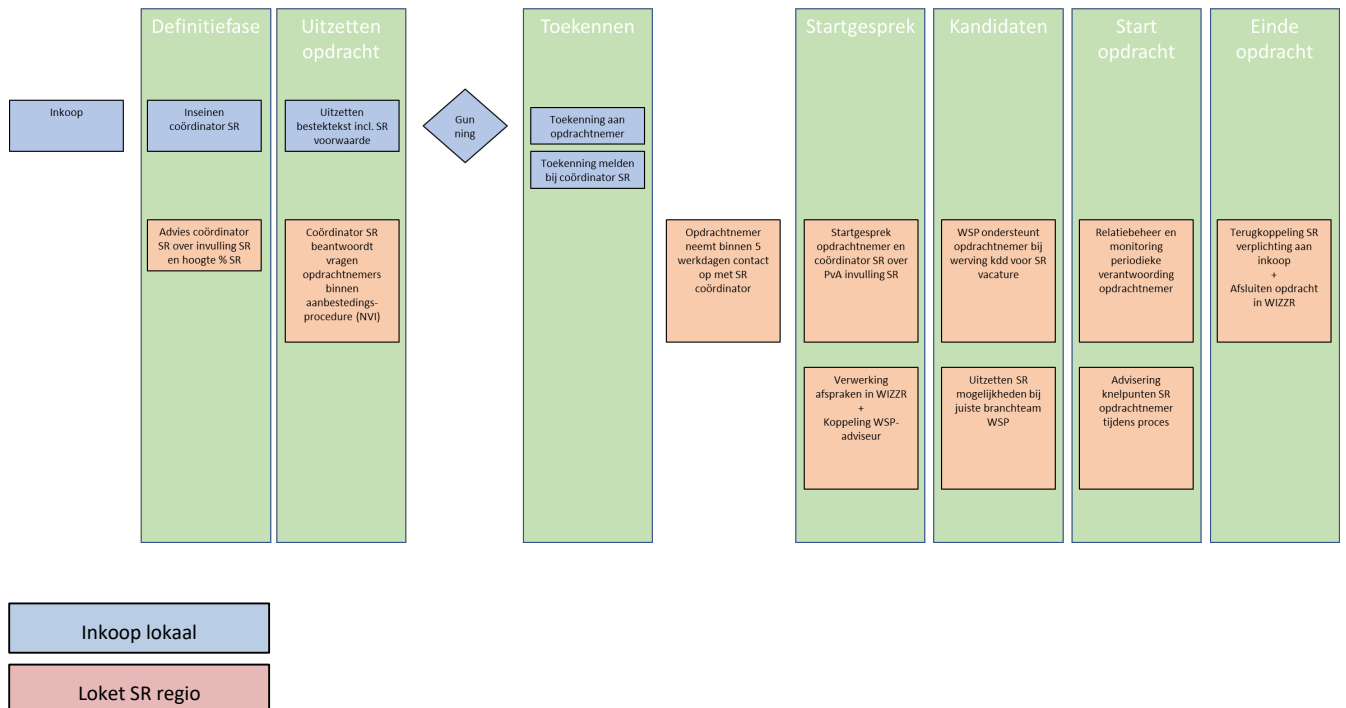 Definitiefase
Uitzetten
opdracht
Toekennen
Startgesprek
Kandidaten
Start
opdracht
Einde
opdracht
Inkoop
Inseinen
coördinator SR
Uitzetten
bestektekst incl. SR
voorwaarde
Gun
ning
Toekenning aan
opdrachtnemer
Toekenning melden
bij coördinator SR
Advies coördinator
SR over invulling SR
en hoogte % SR
Coördinator SR
beantwoordt
vragen
opdrachtnemers
binnen
aanbestedings-
procedure (NVI)
Opdrachtnemer
neemt binnen 5
werkdagen contact
op met SR
coördinator
Startgesprek
opdrachtnemer en
coördinator SR over
PvA invulling SR
WSP ondersteunt
opdrachtnemer bij
werving kdd voor SR
vacature
Relatiebeheer en
monitoring
periodieke
verantwoording
opdrachtnemer
Terugkoppeling SR
verplichting aan
inkoop
+
Afsluiten opdracht
in WIZZR
Verwerking
afspraken in WIZZR
+
Koppeling WSP-
adviseur
Uitzetten SR
mogelijkheden bij
juiste branchteam
WSP
Advisering
knelpunten SR
opdrachtnemer
tijdens proces
Inkoop lokaal
Loket SR regio